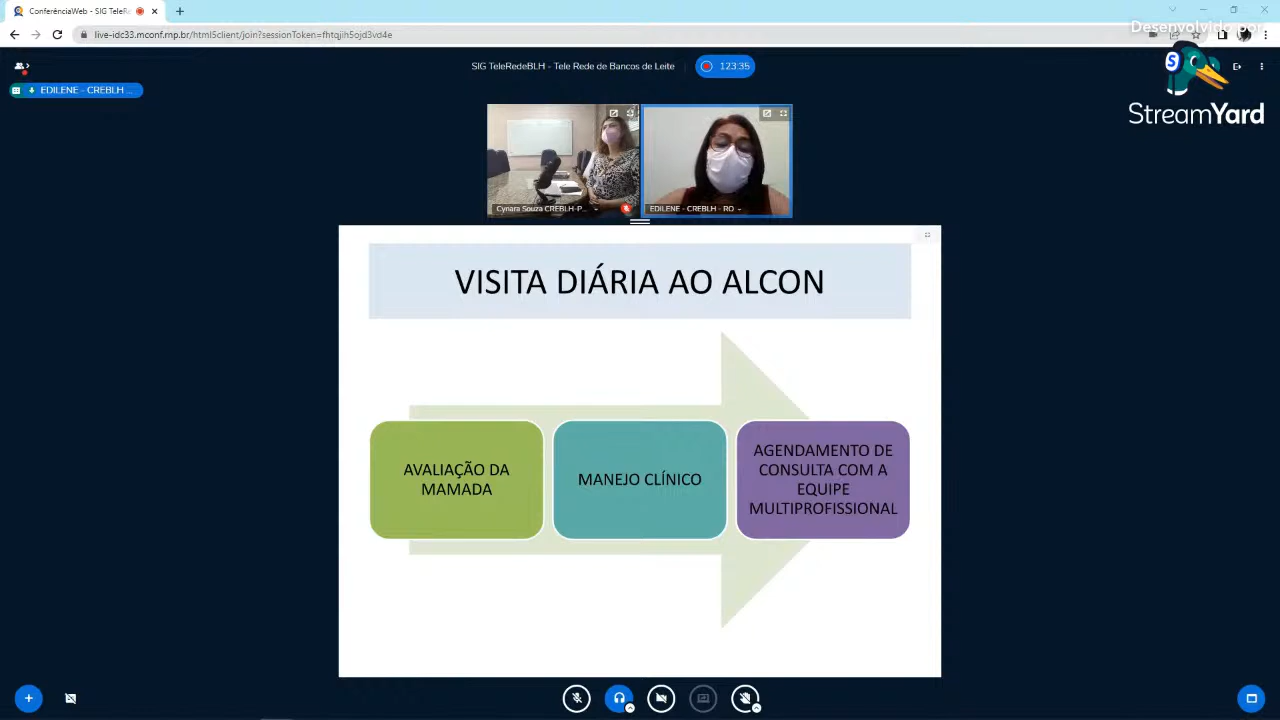 ConferênciaWeb - SIG TeleR
live-idc33.mconf.rnp.br/html5client/join?sessionToken=fhtqjih5ojd3vd4e
Desenvolvido por
StreamYard
SIG TeleRedeBLH - Tele Rede de Bancos de Leite
123:35
EDILENE - CREBLH ...
Cynara Souza CREBLH-P...
EDILENE - CREBLH - RO
VISITA DIÁRIA AO ALCON
AVALIAÇÃO DA
MAMADA
MANEJO CLÍNICO
AGENDAMENTO DE
CONSULTA COM A
EQUIPE
MULTIPROFISSIONAL